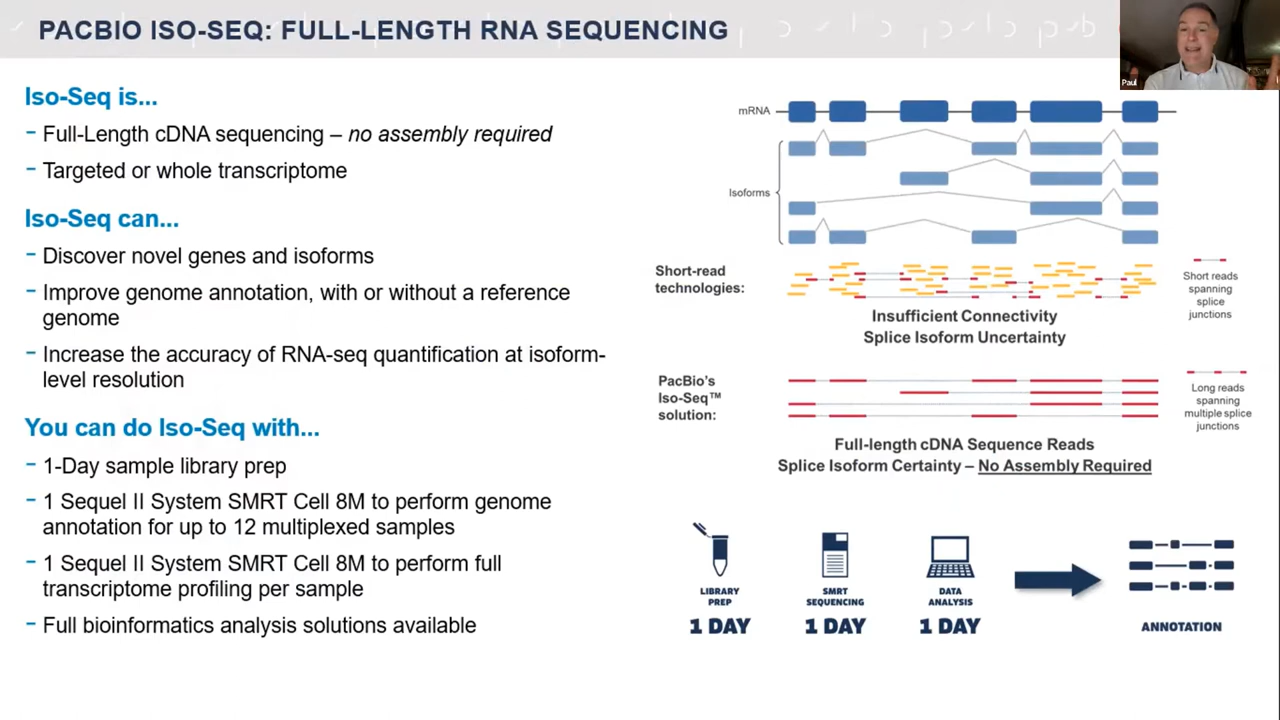 PACBIO ISO-SEQ: FULL-LENGTH RNA SEQUENCING
Paul
Iso-Seq is...
- Full-Length cDNA sequencing – no assembly required
- Targeted or whole transcriptome
Iso-Seq can...
- Discover novel genes and isoforms
- Improve genome annotation, with or without a reference
genome
- Increase the accuracy of RNA-seq quantification at isoform-
level resolution
You can do Iso-Seq with...
- 1-Day sample library prep
- 1 Sequel II System SMRT Cell 8M to perform genome
annotation for up to 12 multiplexed samples
- 1 Sequel II System SMRT Cell 8M to perform full
transcriptome profiling per sample
- Full bioinformatics analysis solutions available
mRNA
Isoforms
Short-read
technologies:
Short reads
spanning
splice
junctions
Insufficient Connectivity
Splice Isoform Uncertainty
PacBio's
Iso-Seq™
solution:
Long reads
spanning
multiple splice
junctions
Full-length cDNA Sequence Reads
Splice Isoform Certainty – No Assembly Required
LIBRARY
PREP
1 DAY
SMRT
SEQUENCING
1 DAY
DATA
ANALYSIS
1 DAY
ANNOTATION